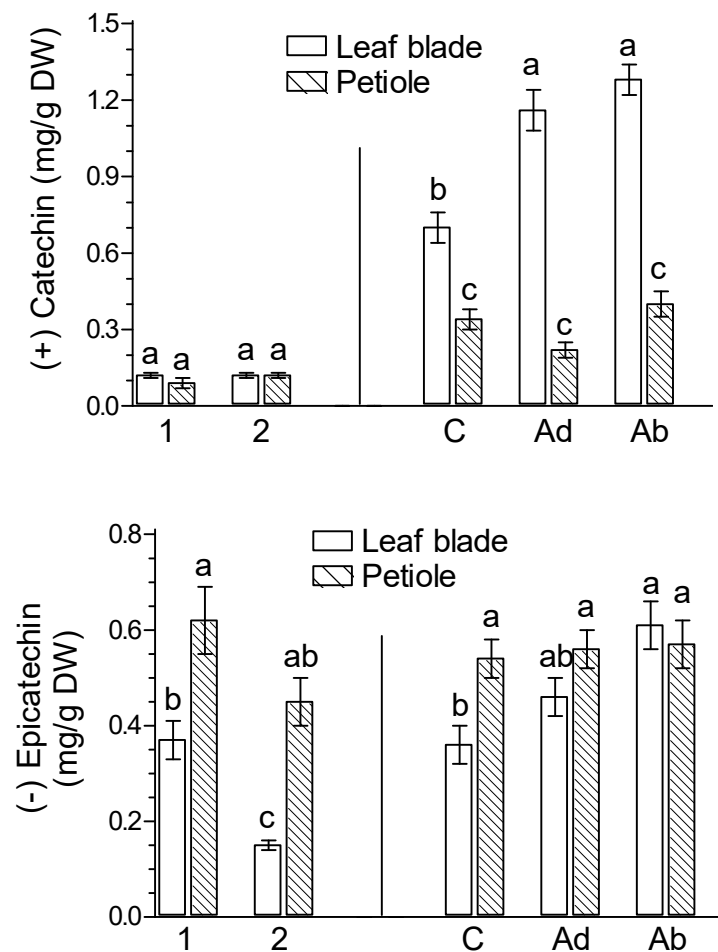 (+) Catechin (mg/g DW)
1.5
1.2
0.9
0.6
0.3
0.0
Leaf blade
Petiole
a a a a b c a c a c
1 2 C Ad Ab
(-) Epicatechin
(mg/g DW)
0.8
0.6
0.4
0.2
0.0
Leaf blade
Petiole
b a c ab b a ab a a a
1 2 C Ad Ab